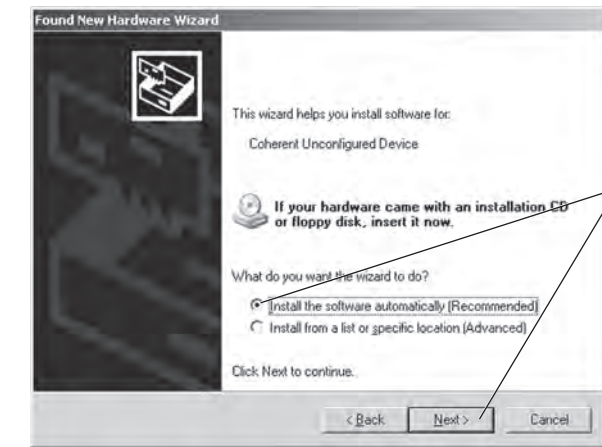 Found New Hardware Wizard
This wizard helps you install software for:
Coherent Unconfigured Device
If your hardware came with an installation CD
or floppy disk, insert it now.
What do you want the wizard to do?
Install the software automatically (Recommended)
Install from a list or specific location (Advanced)
Click Next to continue.
< Back Next > Cancel